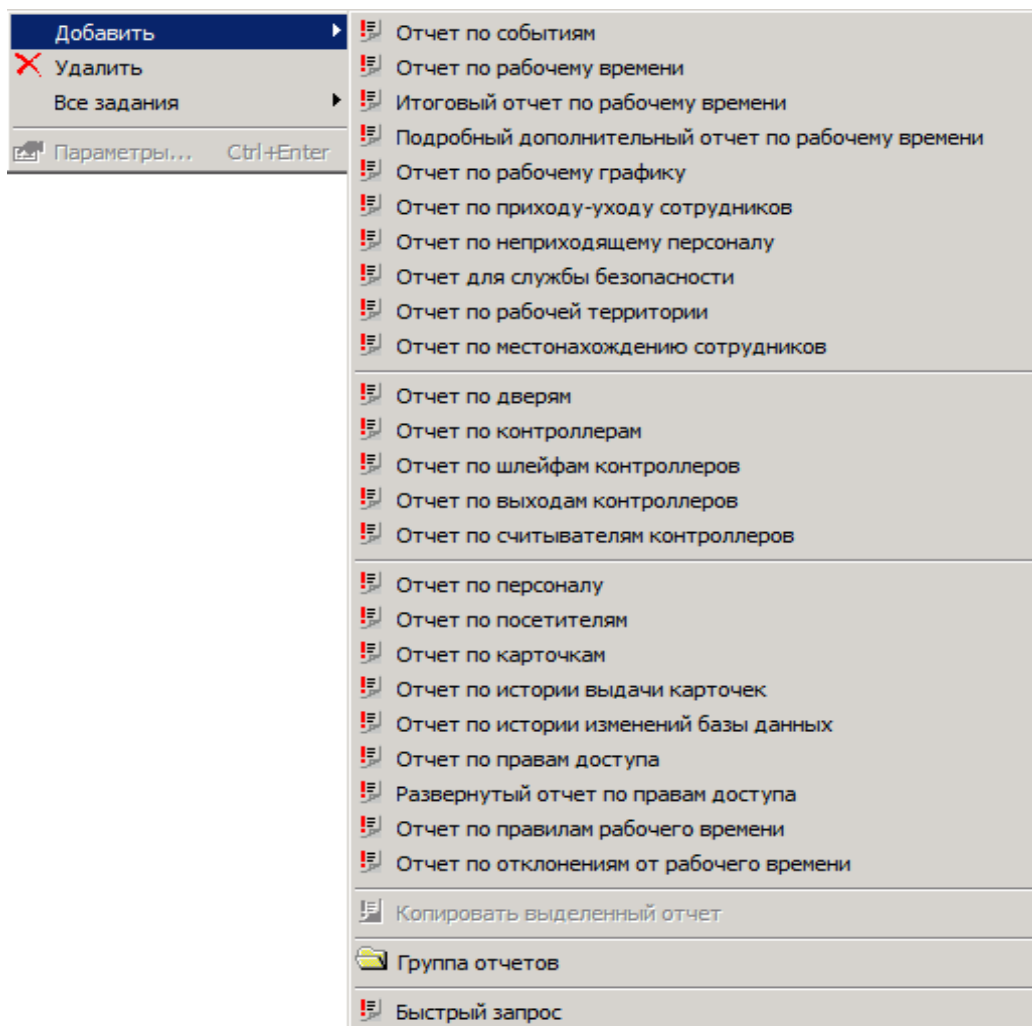 Добавить
Удалить
Все задания
Параметры... Ctrl+Enter
Отчет по событиям
Отчет по рабочему времени
Итоговый отчет по рабочему времени
Подробный дополнительный отчет по рабочему времени
Отчет по рабочему графику
Отчет по приходу-уходу сотрудников
Отчет по неприходящему персоналу
Отчет для службы безопасности
Отчет по рабочей территории
Отчет по местонахождению сотрудников
Отчет по дверям
Отчет по контроллерам
Отчет по шлейфам контроллеров
Отчет по выходам контроллеров
Отчет по считывателям контроллеров
Отчет по персоналу
Отчет по посетителям
Отчет по карточкам
Отчет по истории выдачи карточек
Отчет по истории изменений базы данных
Отчет по правам доступа
Развернутый отчет по правам доступа
Отчет по правилам рабочего времени
Отчет по отклонениям от рабочего времени
Копировать выделенный отчет
Группа отчетов
Быстрый запрос